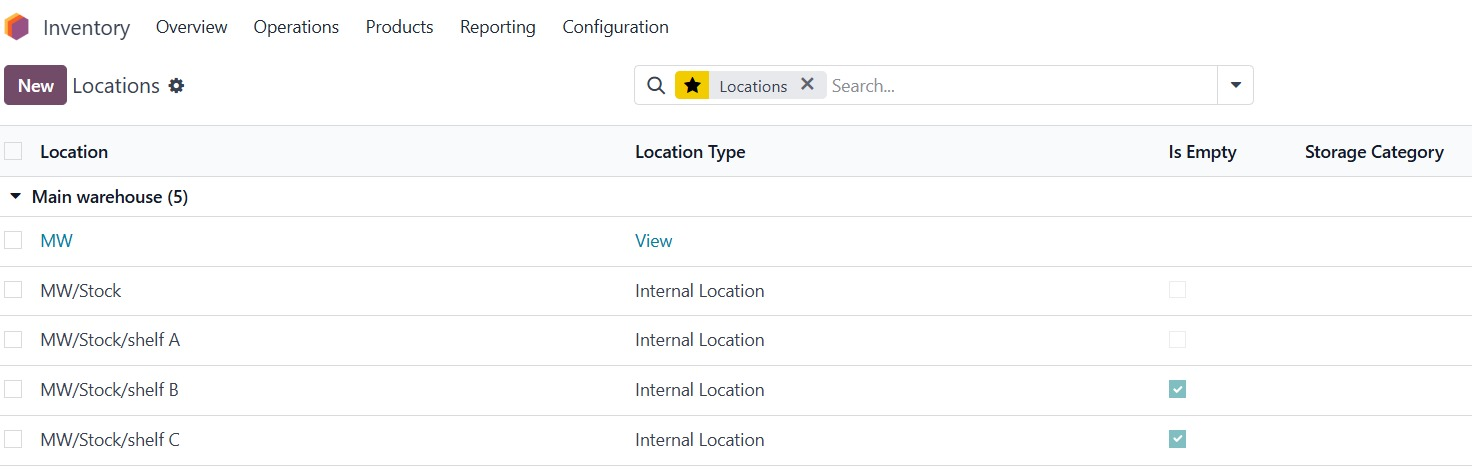 Inventory Overview Operations Products Reporting Configuration
New Locations Locations Search...
Location Location Type Is Empty Storage Category
Main warehouse (5)
MW View
MW/Stock Internal Location
MW/Stock/shelf A Internal Location
MW/Stock/shelf B Internal Location
MW/Stock/shelf C Internal Location